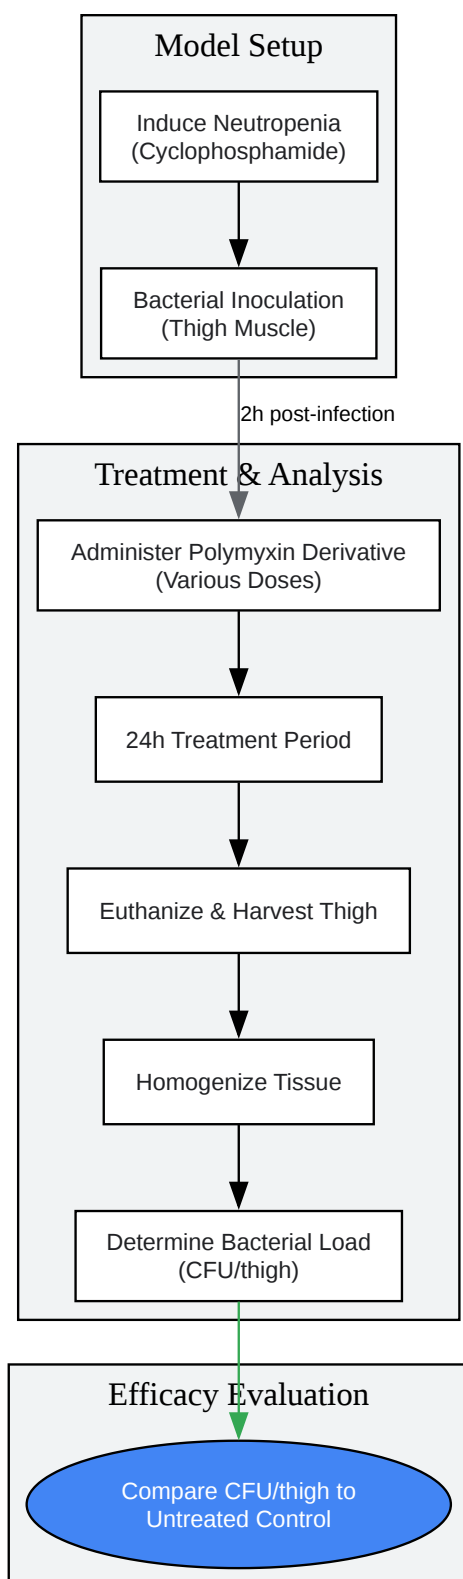 Model Setup
Induce Neutropenia
(Cyclophosphamide)
Bacterial Inoculation
(Thigh Muscle)
2h post-infection
Treatment & Analysis
Administer Polymyxin Derivative
(Various Doses)
24h Treatment Period
Euthanize & Harvest Thigh
Homogenize Tissue
Determine Bacterial Load
(CFU/thigh)
Efficacy Evaluation
Compare CFU/thigh to
Untreated Control